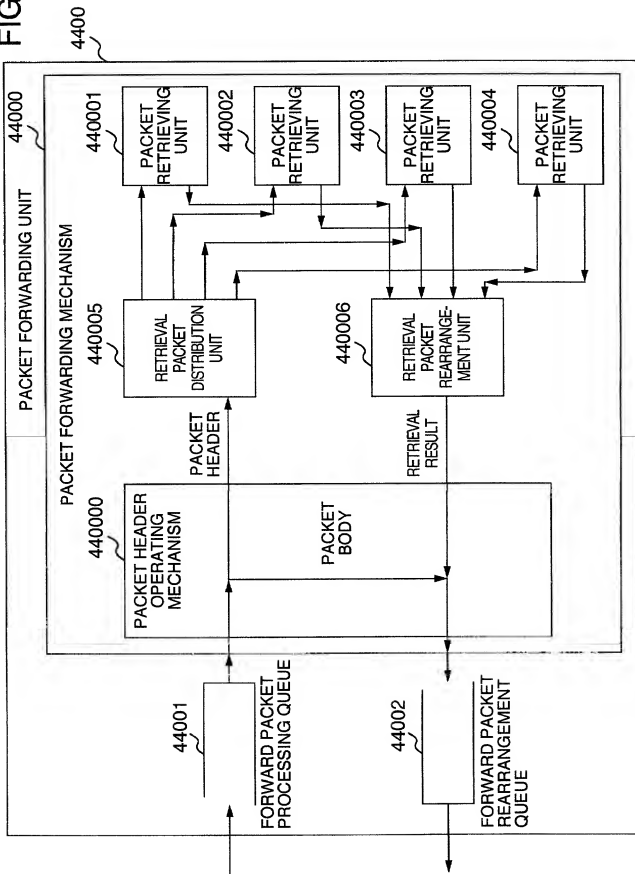 FIG
4400
PACKET FORWARDING UNIT
44000
PACKET FORWARDING MECHANISM
440001
PACKET
RETRIEVING
UNIT
440002
PACKET
RETRIEVING
UNIT
440003
PACKET
RETRIEVING
UNIT
440004
PACKET
RETRIEVING
UNIT
440005
RETRIEVAL
PACKET
DISTRIBUTION
UNIT
440006
RETRIEVAL
PACKET
REARRANGE-
MENT UNIT
PACKET
HEADER
RETRIEVAL
RESULT
440000
PACKET HEADER
OPERATING
MECHANISM
PACKET
BODY
44001
FORWARD PACKET
PROCESSING QUEUE
44002
FORWARD PACKET
REARRANGEMENT
QUEUE